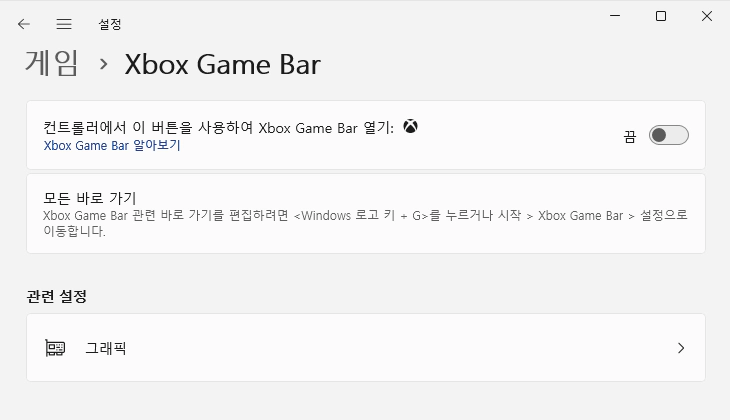 설정
게임 > Xbox Game Bar
컨트롤러에서 이 버튼을 사용하여 Xbox Game Bar 열기:
끔
Xbox Game Bar 알아보기
모든 바로 가기
Xbox Game Bar 관련 바로 가기를 편집하려면 <Windows 로고 키 + G>를 누르거나 시작 > Xbox Game Bar > 설정으로
이동합니다.
관련 설정
그래픽